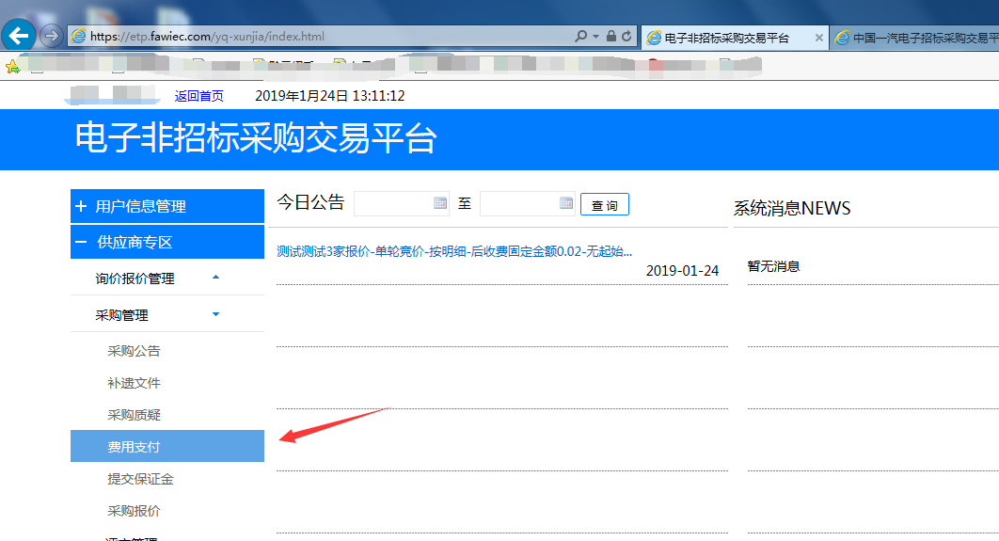 https://etp.fawiec.com/yq-xunjia/index.html
电子非招标采购交易平台
中国一汽电子招标采购交易平
返回首页 2019年1月24日 13:11:12
电子非招标采购交易平台
+ 用户信息管理
− 供应商专区
询价报价管理
采购管理
采购公告
补遗文件
采购质疑
费用支付
提交保证金
采购报价
今日公告 至 查 询
测试测试3家报价-单轮竞价-按明细-后收费固定金额0.02-无起始...
2019-01-24
系统消息NEWS
暂无消息